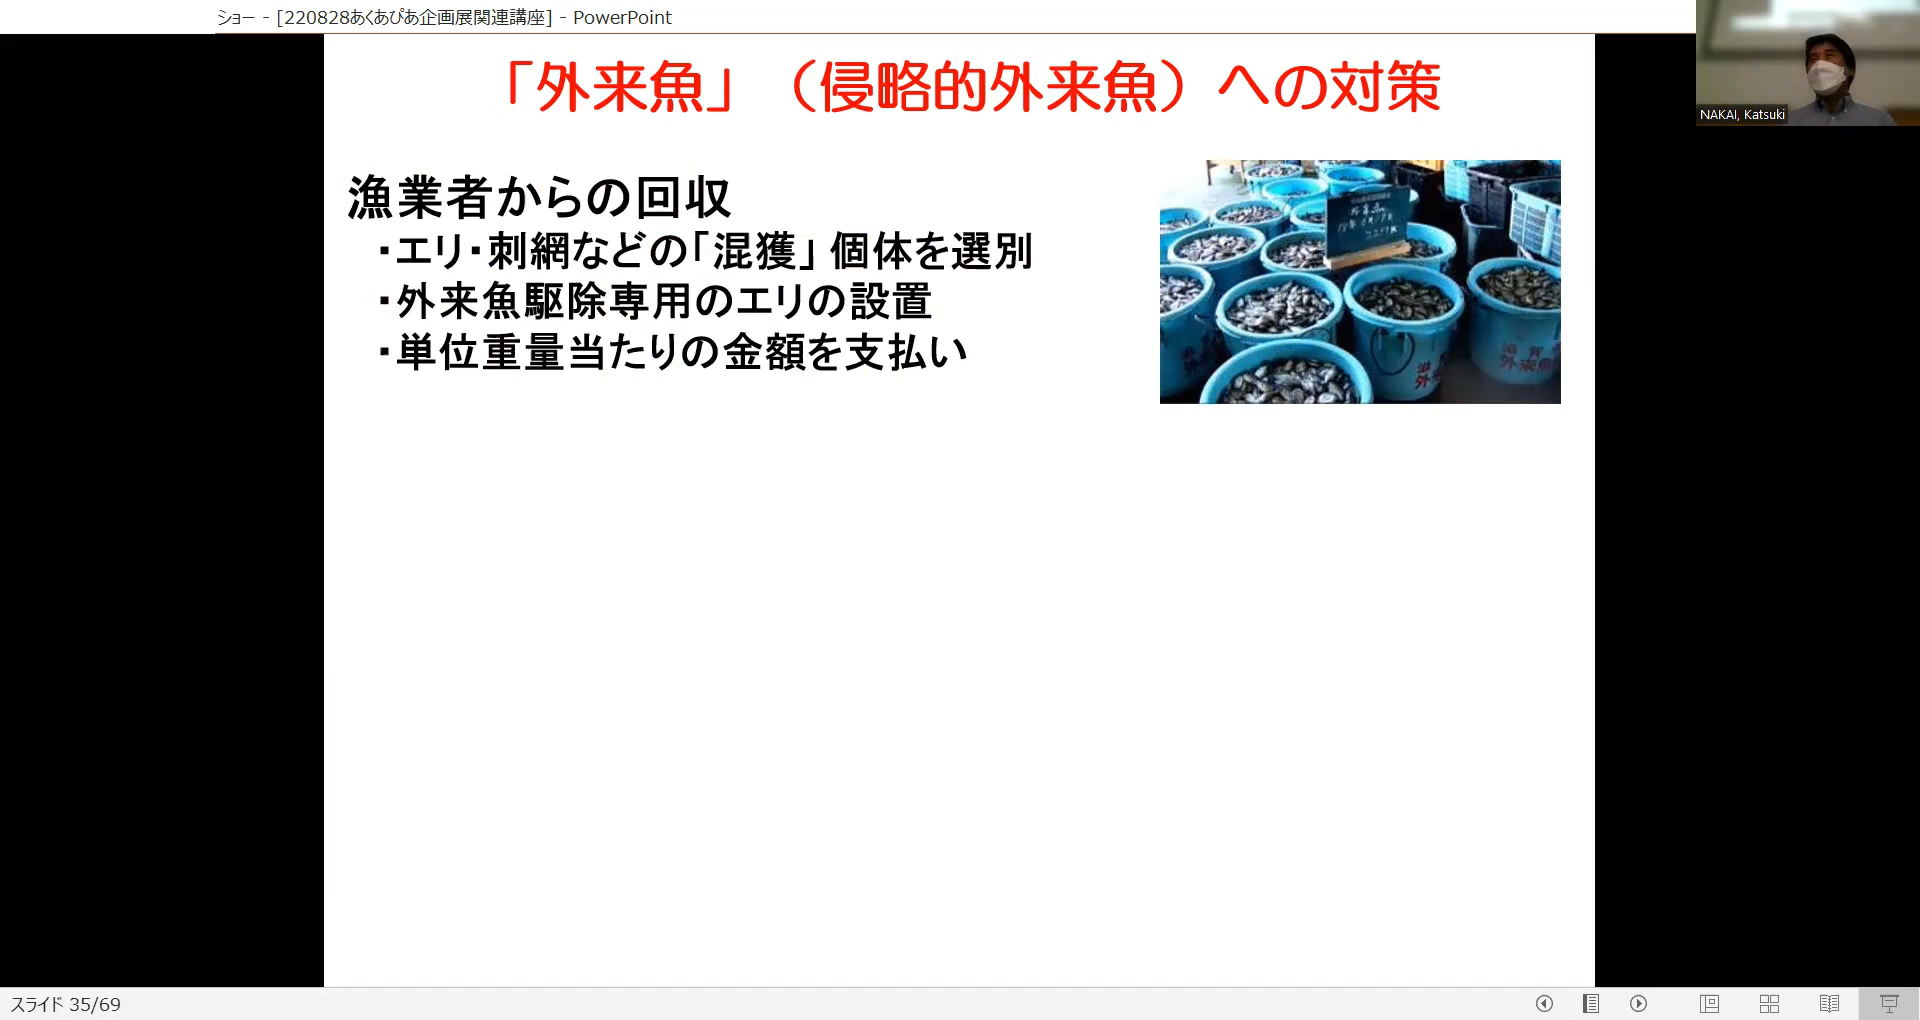 ショー - [220828あくあぴあ企画展関連講座] - PowerPoint
NAKAI, Katsuki
「外来魚」（侵略的外来魚）への対策
漁業者からの回収
・エリ・刺網などの「混獲」個体を選別
・外来魚駆除専用のエリの設置
・単位重量当たりの金額を支払い
外来魚
スライド 35/69